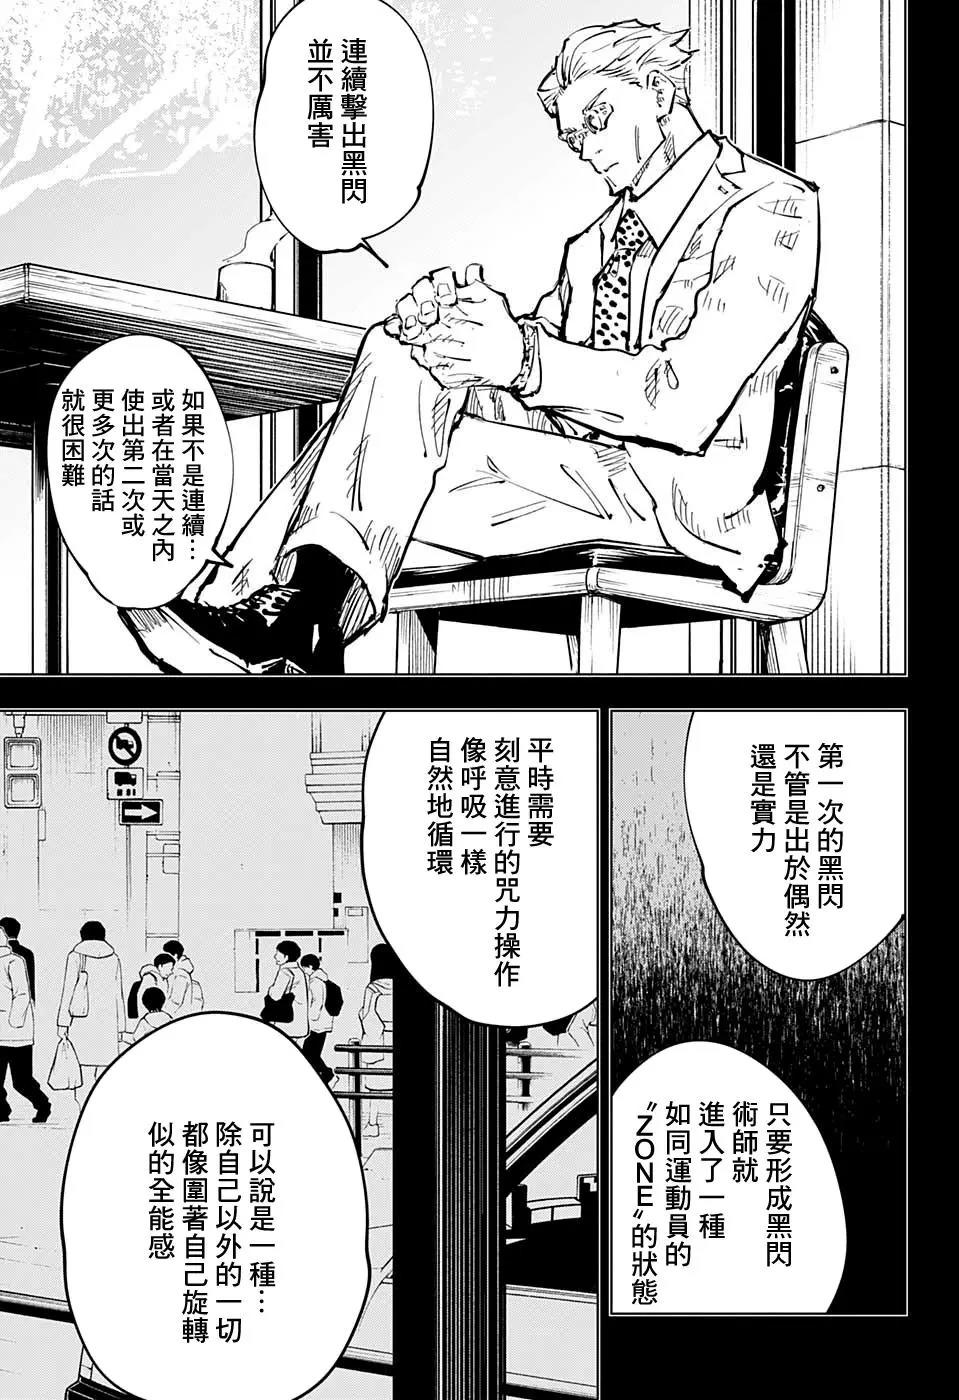 連續擊出黑閃
並不厲害
如果不是連續…
或者在當天之內
使出第二次或
更多次的話
就很困難
第一次的黑閃
不管是出於偶然
還是實力
只要形成黑閃
術師就
進入了一種
如同運動員的
〝ZONE〞的狀態
平時需要
刻意進行的咒力操作
像呼吸一樣
自然地循環
可以說是一種…
除自己以外的一切
都像圍著自己旋轉
似的全能感